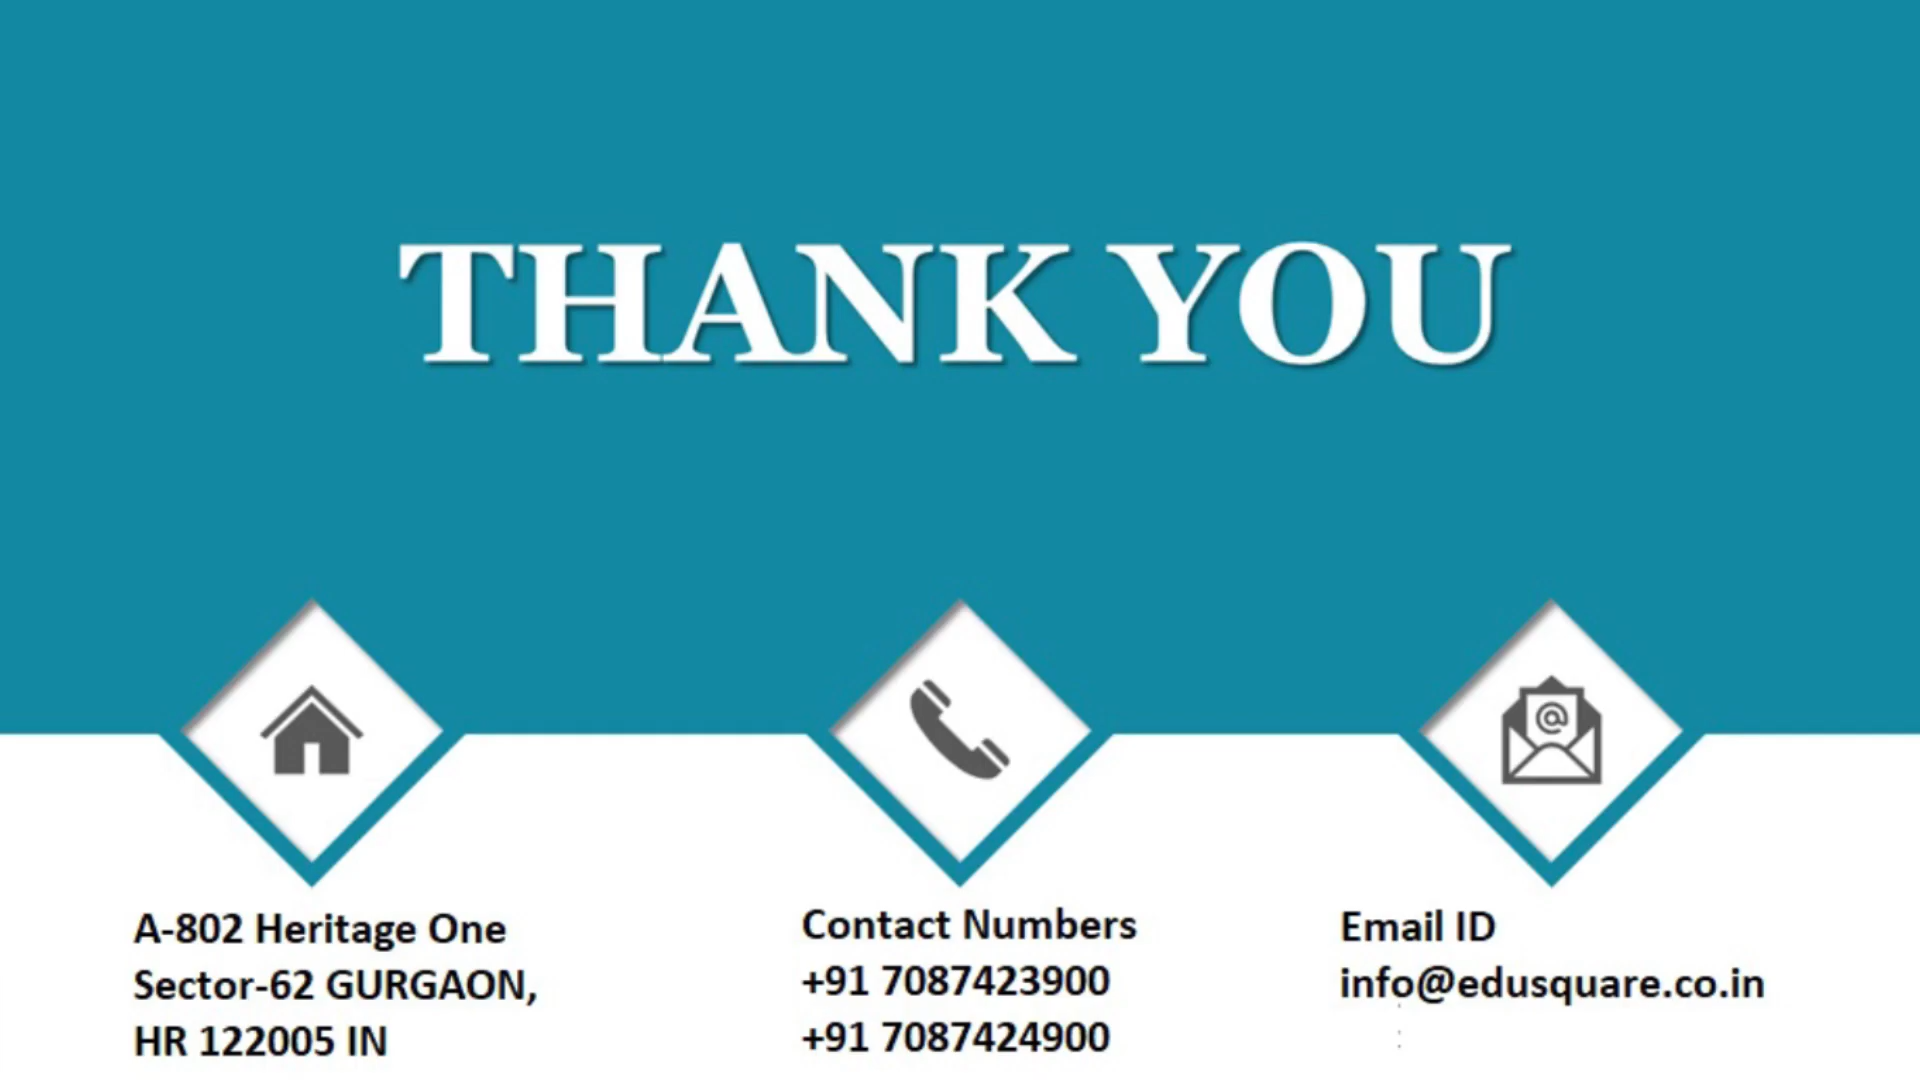 THANK YOU
A-802 Heritage One
Sector-62 GURGAON,
HR 122005 IN
Contact Numbers
+91 7087423900
+91 7087424900
Email ID
info@edusquare.co.in